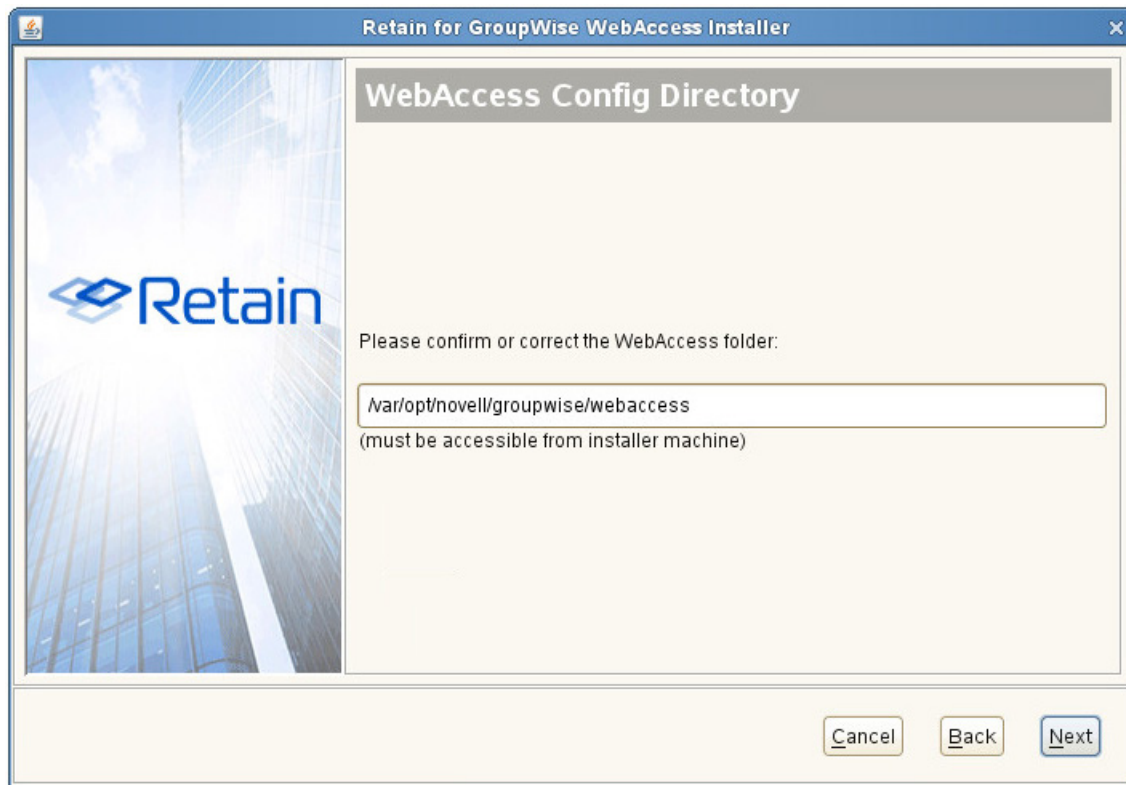 Retain for GroupWise WebAccess Installer
WebAccess Config Directory
Retain
Please confirm or correct the WebAccess folder:
/var/opt/novell/groupwise/webaccess
(must be accessible from installer machine)
Cancel
Back
Next